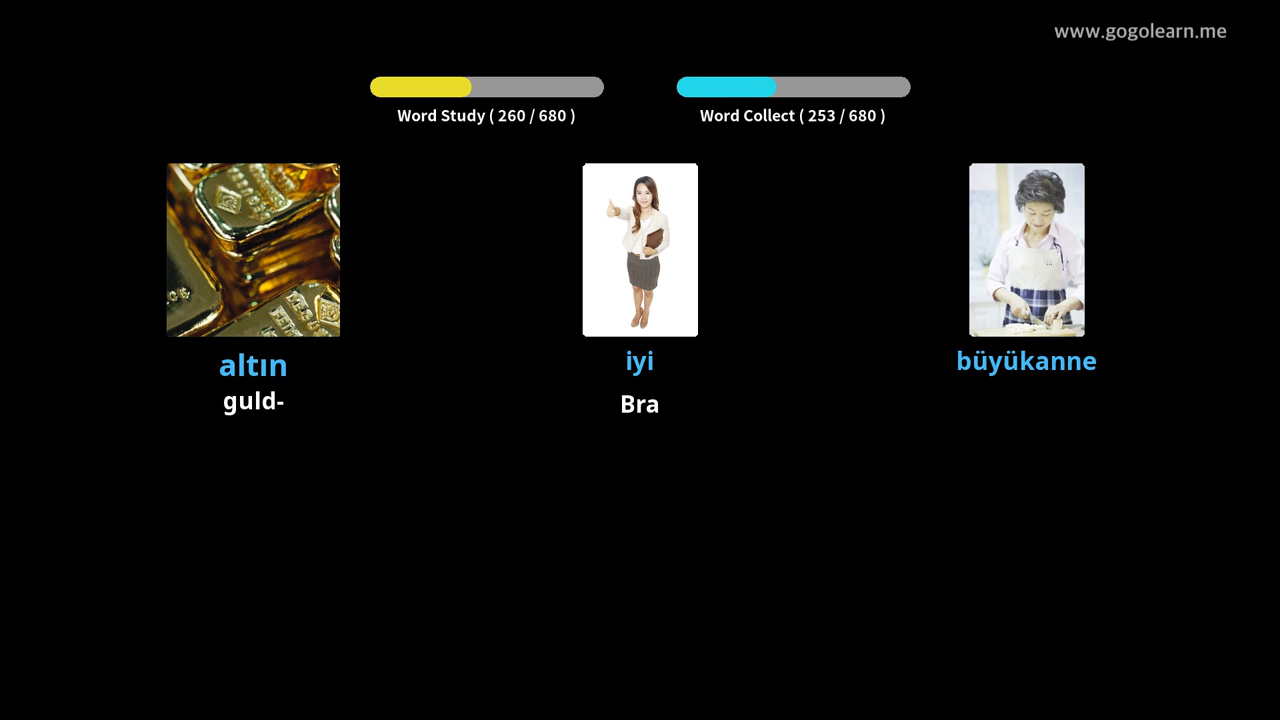 www.gogolearn.me
Word Study ( 260 / 680 )
Word Collect ( 253 / 680 )
altın
guld-
iyi
Bra
büyükanne